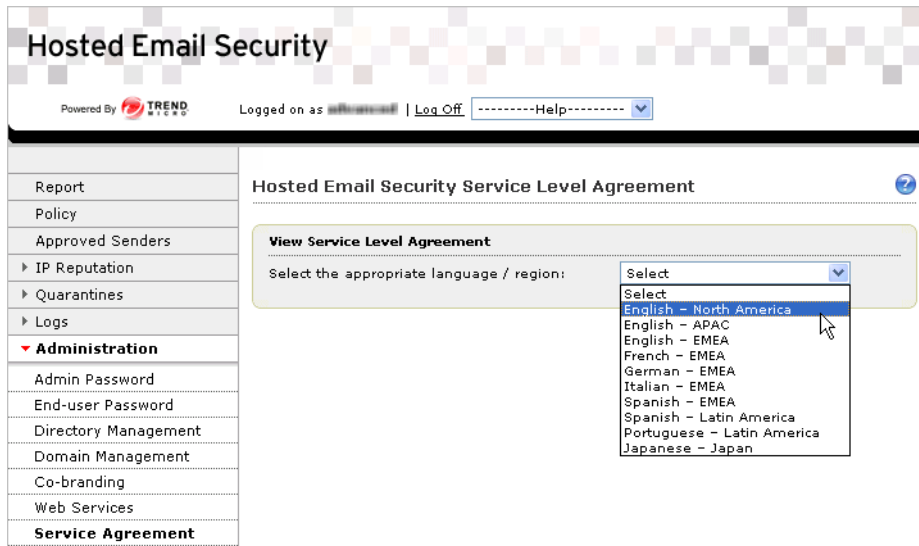 Hosted Email Security
Powered By TREND MICRO
Logged on as | Log Off ---------Help---------
Report
Policy
Approved Senders
IP Reputation
Quarantines
Logs
Administration
Admin Password
End-user Password
Directory Management
Domain Management
Co-branding
Web Services
Service Agreement
Hosted Email Security Service Level Agreement
?
View Service Level Agreement
Select the appropriate language / region:
Select
Select
English - North America
English - APAC
English - EMEA
French - EMEA
German - EMEA
Italian - EMEA
Spanish - EMEA
Spanish - Latin America
Portuguese - Latin America
Japanese - Japan